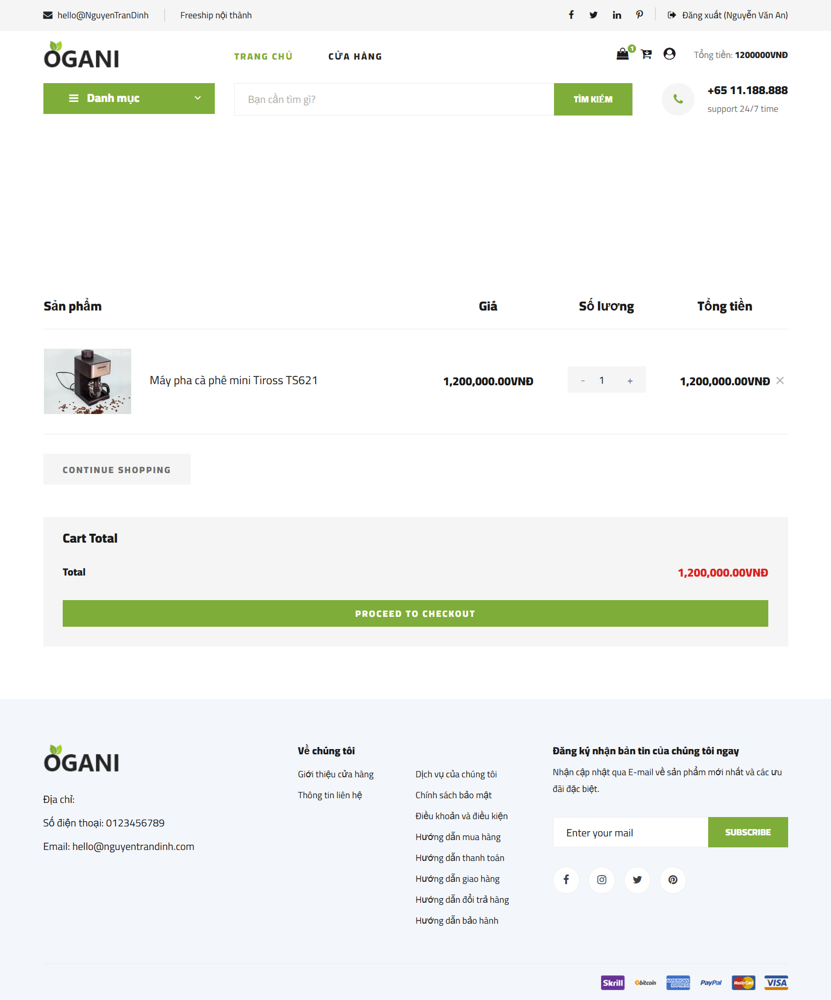 hello@NguyenTranDinh
Freeship nội thành
Đăng xuất (Nguyễn Văn An)
OGANI
TRANG CHỦ
CỬA HÀNG
1
Tổng tiền: 1200000VNĐ
Danh mục
Bạn cần tìm gì?
TÌM KIẾM
+65 11.188.888
support 24/7 time
Sản phẩm
Giá
Số lương
Tổng tiền
Máy pha cà phê mini Tiross TS621
1,200,000.00VNĐ
- 1 +
1,200,000.00VNĐ
CONTINUE SHOPPING
Cart Total
Total
1,200,000.00VNĐ
PROCEED TO CHECKOUT
OGANI
Địa chỉ:
Số điện thoại: 0123456789
Email: hello@nguyentrandinh.com
Về chúng tôi
Giới thiệu cửa hàng
Thông tin liên hệ
Dịch vụ của chúng tôi
Chính sách bảo mật
Điều khoản và điều kiện
Hướng dẫn mua hàng
Hướng dẫn thanh toán
Hướng dẫn giao hàng
Hướng dẫn đổi trả hàng
Hướng dẫn bảo hành
Đăng ký nhận bản tin của chúng tôi ngay
Nhận cập nhật qua E-mail về sản phẩm mới nhất và các ưu
đãi đặc biệt.
Enter your mail
SUBSCRIBE
Skrill
bitcoin
AMERICAN EXPRESS
PayPal
MasterCard
VISA